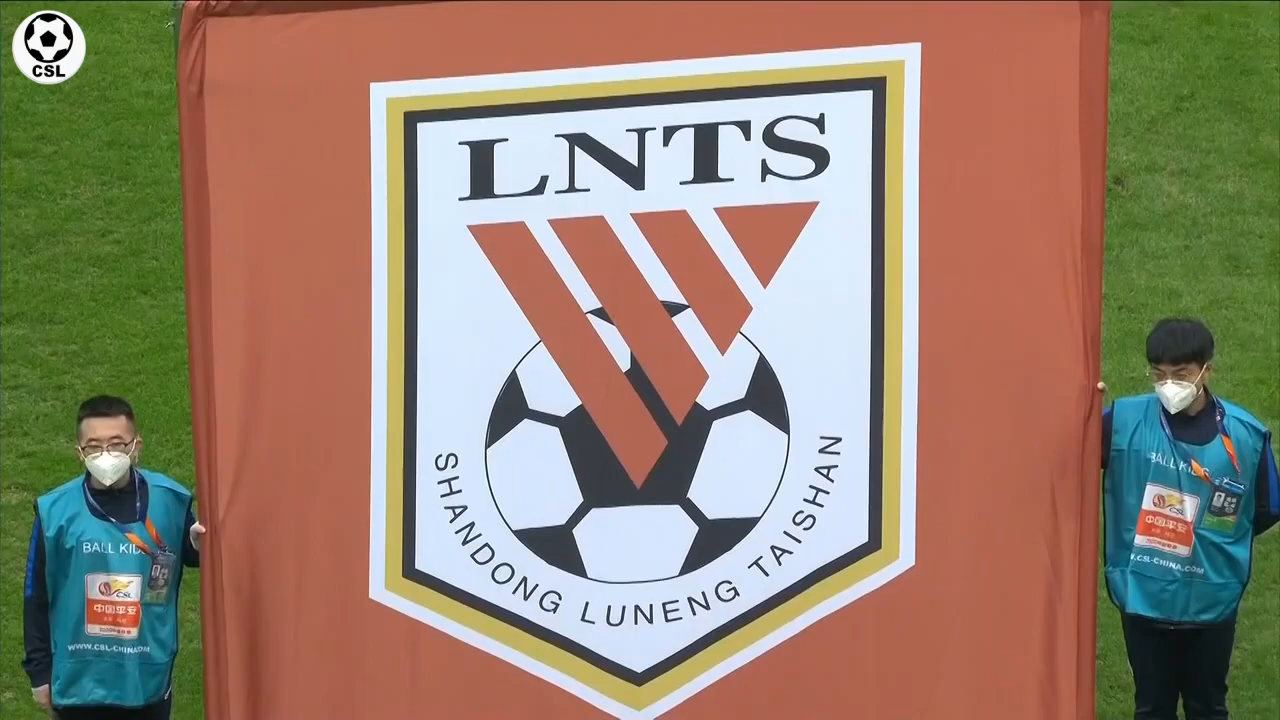 CSL
LNTS
SHANDONG LUNENG TAISHAN
BALL KIDS
CSL
中国平安
WWW.CSL-CHINA.COM
BALL KIDS
CSL
中国平安
WWW.CSL-CHINA.COM